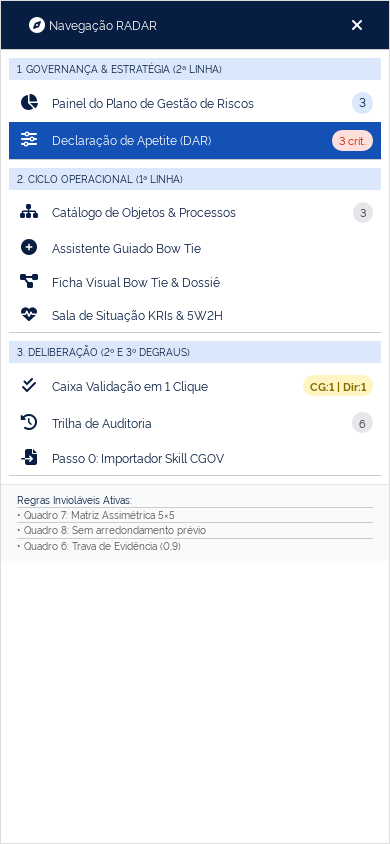 Navegação RADAR
1. GOVERNANÇA & ESTRATÉGIA (2ª LINHA)
Painel do Plano de Gestão de Riscos 3
Declaração de Apetite (DAR) 3 crit.
2. CICLO OPERACIONAL (1ª LINHA)
Catálogo de Objetos & Processos 3
Assistente Guiado Bow Tie
Ficha Visual Bow Tie & Dossiê
Sala de Situação KRIs & 5W2H
3. DELIBERAÇÃO (2º E 3º DEGRAUS)
Caixa Validação em 1 Clique CG:1 | Dir:1
Trilha de Auditoria 6
Passo 0: Importador Skill CGOV
Regras Invioláveis Ativas:
• Quadro 7: Matriz Assimétrica 5×5
• Quadro 8: Sem arredondamento prévio
• Quadro 6: Trava de Evidência (0,9)